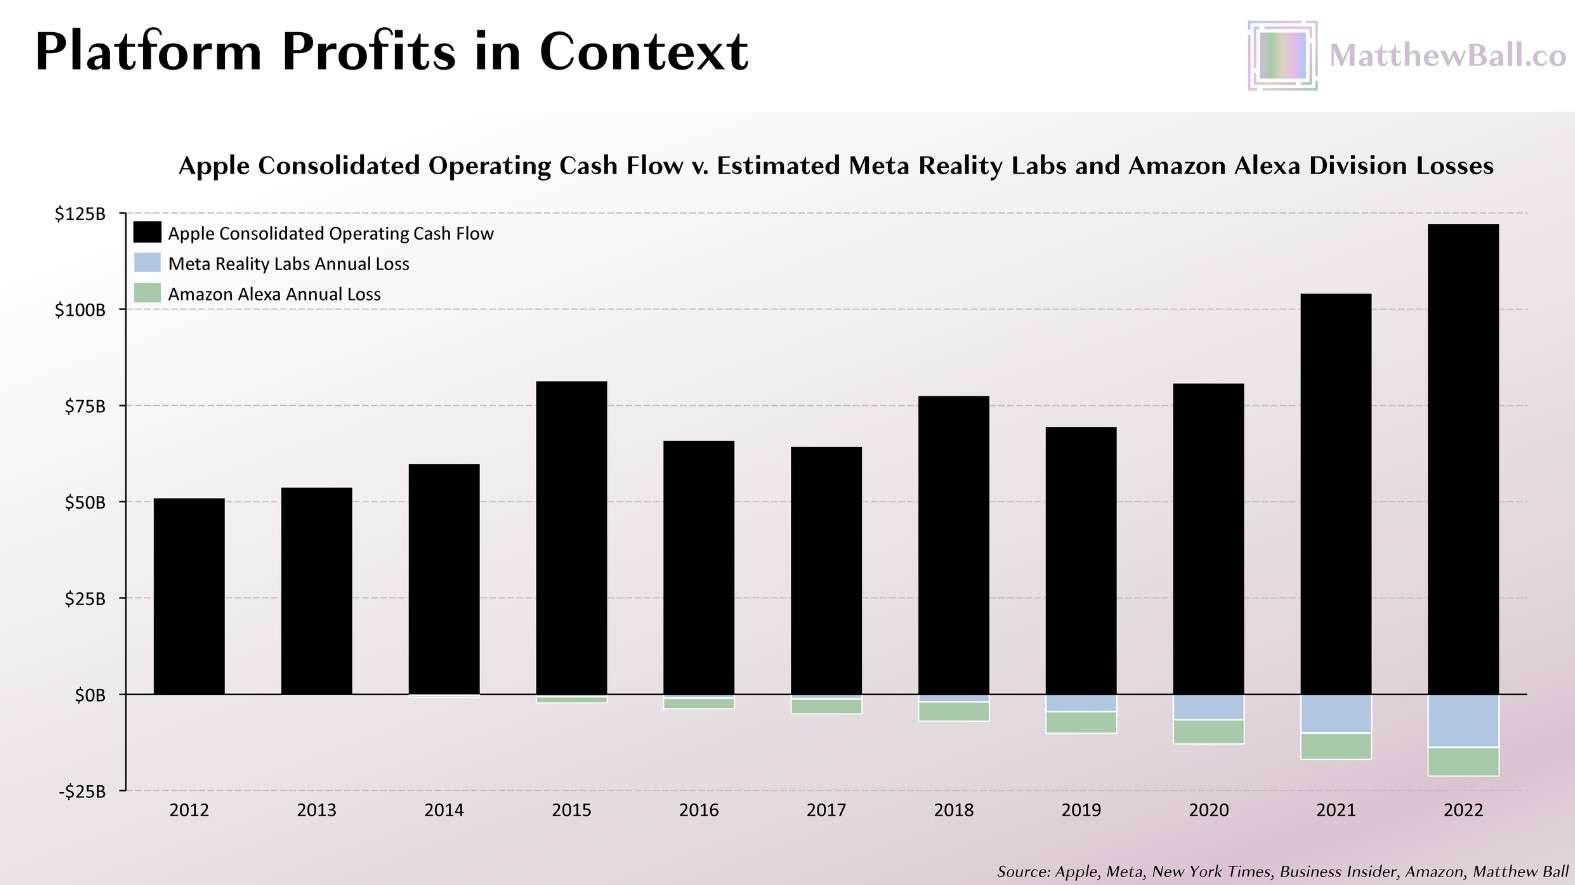 Platform Profits in Context
MatthewBall.co
Apple Consolidated Operating Cash Flow v. Estimated Meta Reality Labs and Amazon Alexa Division Losses
$125B
Apple Consolidated Operating Cash Flow
Meta Reality Labs Annual Loss
Amazon Alexa Annual Loss
$100B
$75B
$50B
$25B
$0B
-$25B
2012 2013 2014 2015 2016 2017 2018 2019 2020 2021 2022
Source: Apple, Meta, New York Times, Business Insider, Amazon, Matthew Ball